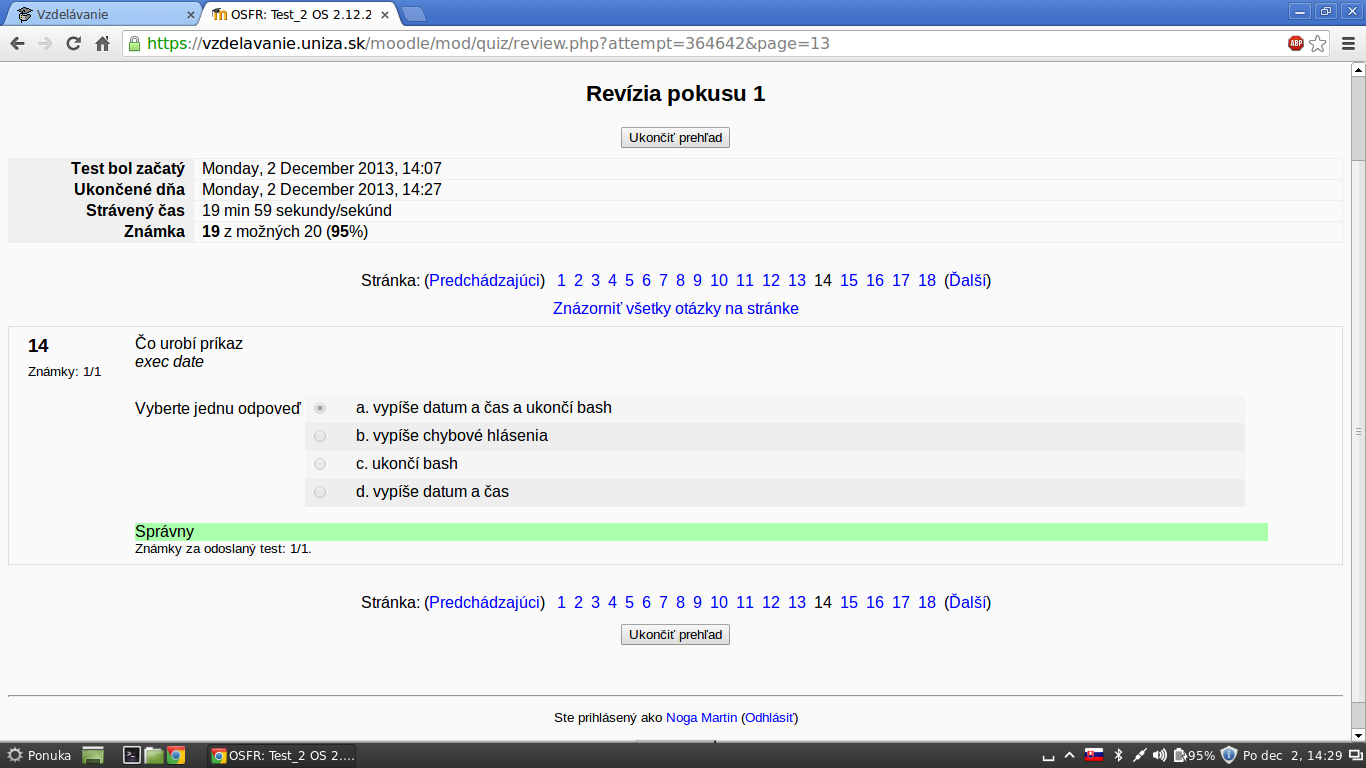 Vzdelávanie
OSFR: Test_2 OS 2.12.2
https://vzdelavanie.uniza.sk/moodle/mod/quiz/review.php?attempt=364642&page=13
ABP
Revízia pokusu 1
Ukončiť prehľad
Test bol začatý Monday, 2 December 2013, 14:07
Ukončené dňa Monday, 2 December 2013, 14:27
Strávený čas 19 min 59 sekundy/sekúnd
Známka 19 z možných 20 (95%)
Stránka: (Predchádzajúci) 1 2 3 4 5 6 7 8 9 10 11 12 13 14 15 16 17 18 (Ďalší)
Znázorniť všetky otázky na stránke
14
Známky: 1/1
Čo urobí príkaz
exec date
Vyberte jednu odpoveď
a. vypíše datum a čas a ukončí bash
b. vypíše chybové hlásenia
c. ukončí bash
d. vypíše datum a čas
Správny
Známky za odoslaný test: 1/1.
Stránka: (Predchádzajúci) 1 2 3 4 5 6 7 8 9 10 11 12 13 14 15 16 17 18 (Ďalší)
Ukončiť prehľad
Ste prihlásený ako Noga Martin (Odhlásiť)
Ponuka
OSFR: Test_2 OS 2....
95%
Po dec 2, 14:29